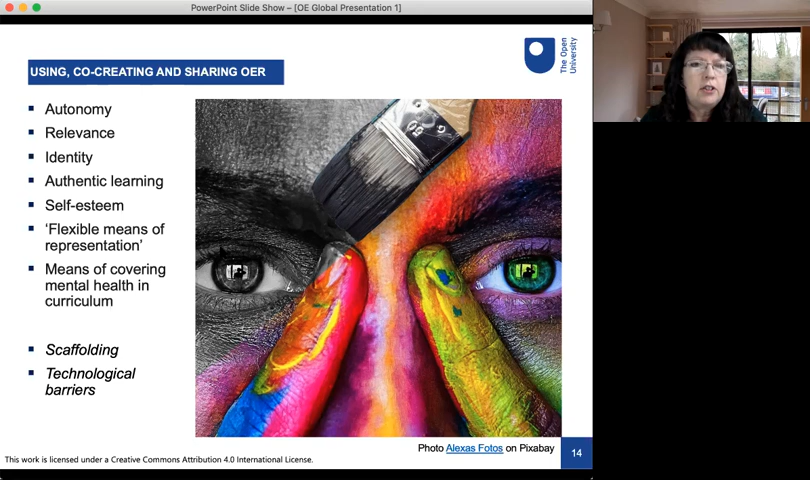 PowerPoint Slide Show – [OE Global Presentation 1]
USING, CO-CREATING AND SHARING OER
The Open
University
Autonomy
Relevance
Identity
Authentic learning
Self-esteem
‘Flexible means of
representation’
Means of covering
mental health in
curriculum
Scaffolding
Technological
barriers
Photo Alexas Fotos on Pixabay
14
This work is licensed under a Creative Commons Attribution 4.0 International License.